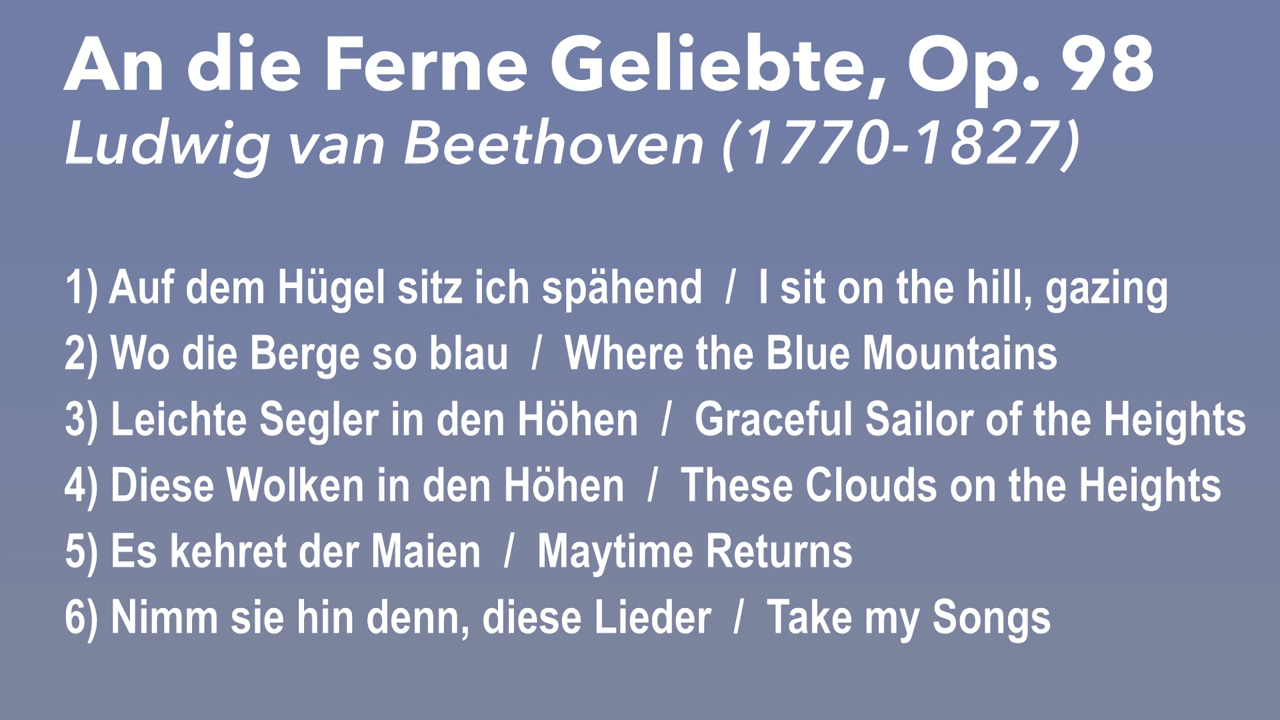 An die Ferne Geliebte, Op. 98
Ludwig van Beethoven (1770-1827)
1) Auf dem Hügel sitz ich spähend / I sit on the hill, gazing
2) Wo die Berge so blau / Where the Blue Mountains
3) Leichte Segler in den Höhen / Graceful Sailor of the Heights
4) Diese Wolken in den Höhen / These Clouds on the Heights
5) Es kehret der Maien / Maytime Returns
6) Nimm sie hin denn, diese Lieder / Take my Songs